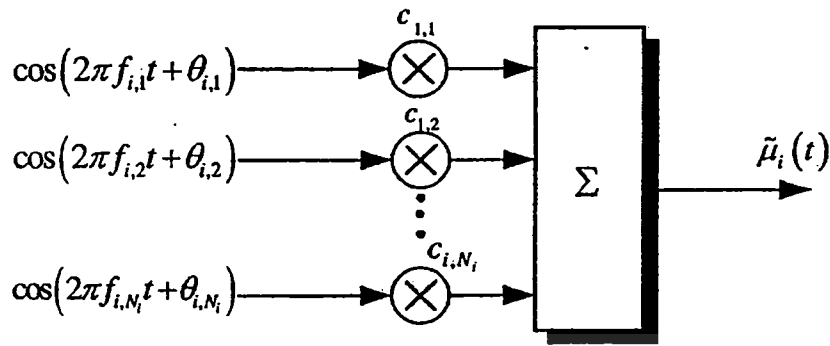 c_{1,1}
cos(2πf_{i,1}t+θ_{i,1})
c_{1,2}
cos(2πf_{i,2}t+θ_{i,2})
Σ
μ̃_i(t)
c_{i,N_i}
cos(2πf_{i,N_i}t+θ_{i,N_i})